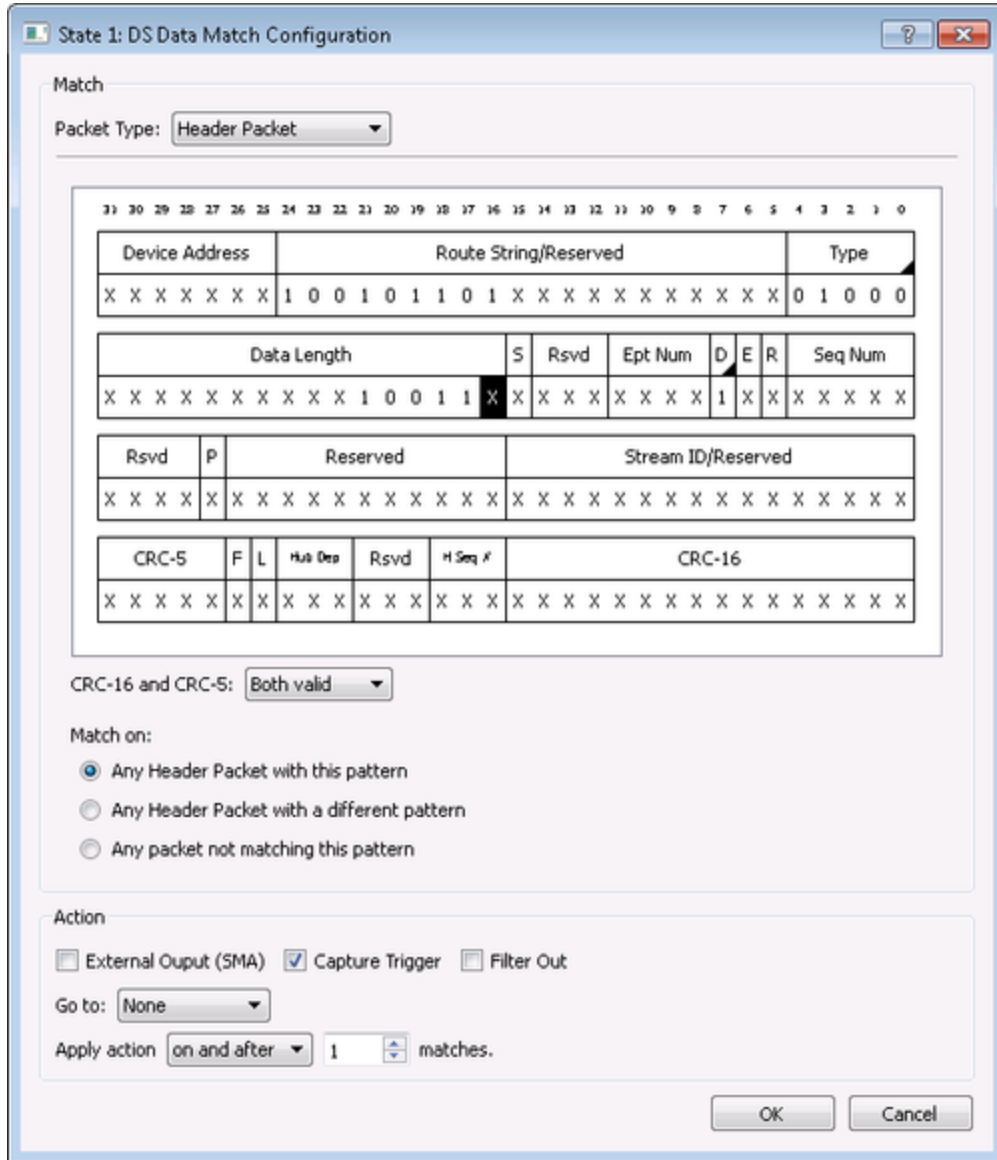 State 1: DS Data Match Configuration
Match
Packet Type: Header Packet
31 30 29 28 27 26 25 24 23 22 21 20 19 18 17 16 15 14 13 12 11 10 9 8 7 6 5 4 3 2 1 0
Device Address Route String/Reserved Type
X X X X X X X 1 0 0 1 0 1 1 0 1 X X X X X X X X X X X 0 1 0 0 0
Data Length S Rsvd Ept Num D E R Seq Num
X X X X X X X X X X 1 0 0 1 1 X X X X X X X X X 1 X X X X X X X
Rsvd P Reserved Stream ID/Reserved
X X X X X X X X X X X X X X X X X X X X X X X X X X X X X X X X
CRC-5 F L Hub Dep Rsvd H Seq # CRC-16
X X X X X X X X X X X X X X X X X X X X X X X X X X X X X X X X
CRC-16 and CRC-5: Both valid
Match on:
Any Header Packet with this pattern
Any Header Packet with a different pattern
Any packet not matching this pattern
Action
External Ouput (SMA) Capture Trigger Filter Out
Go to: None
Apply action on and after 1 matches.
OK Cancel